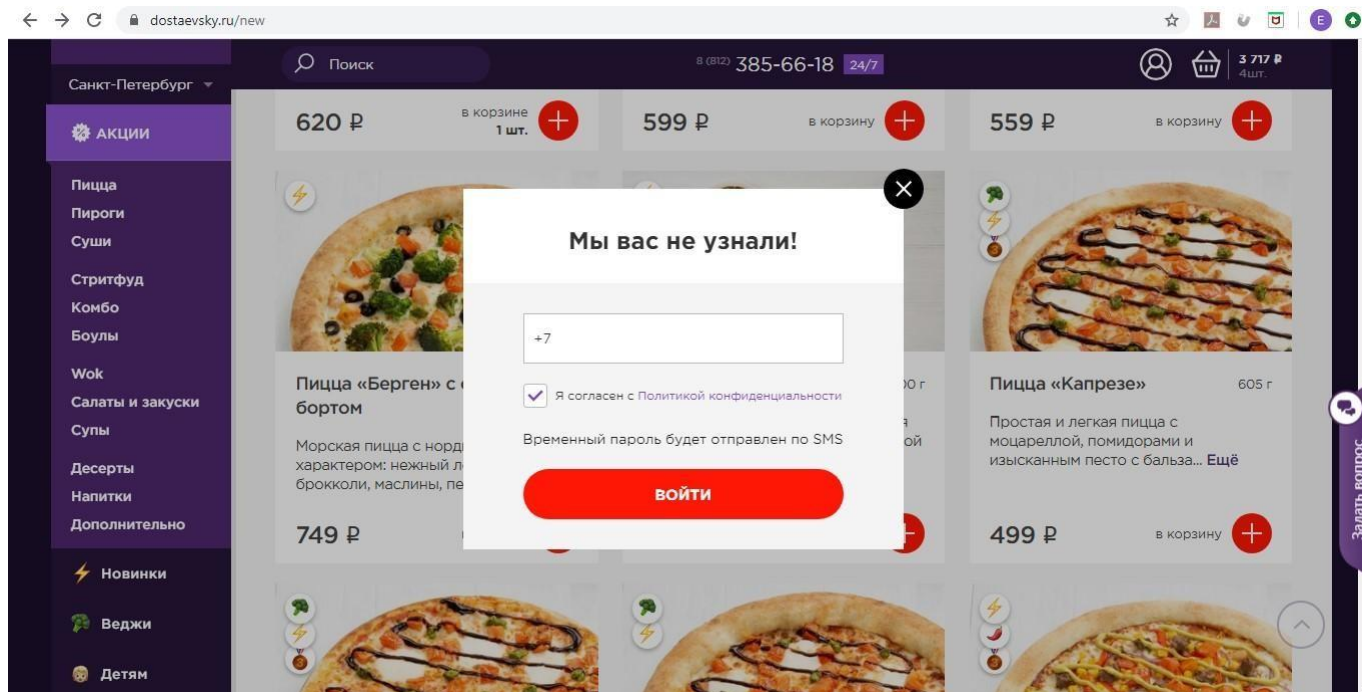 dostaevsky.ru/new
E
Санкт-Петербург
Поиск
8 (812) 385-66-18 24/7
3 717 ₽
4шт.
АКЦИИ
Пицца
Пироги
Суши
Стритфуд
Комбо
Боулы
Wok
Салаты и закуски
Супы
Десерты
Напитки
Дополнительно
Новинки
Веджи
Детям
620 ₽
в корзине
1 шт.
599 ₽
в корзину
559 ₽
в корзину
Пицца «Берген» с
бортом
Морская пицца с
характером: нежный
брокколи, маслины,
749 ₽
Мы вас не узнали!
+7
Я согласен с Политикой конфиденциальности
Временный пароль будет отправлен по SMS
ВОЙТИ
Пицца «Капрезе»
605 г
Простая и легкая пицца с
моцареллой, помидорами и
изысканным песто с бальза... Ещё
499 ₽
в корзину
Задать вопрос